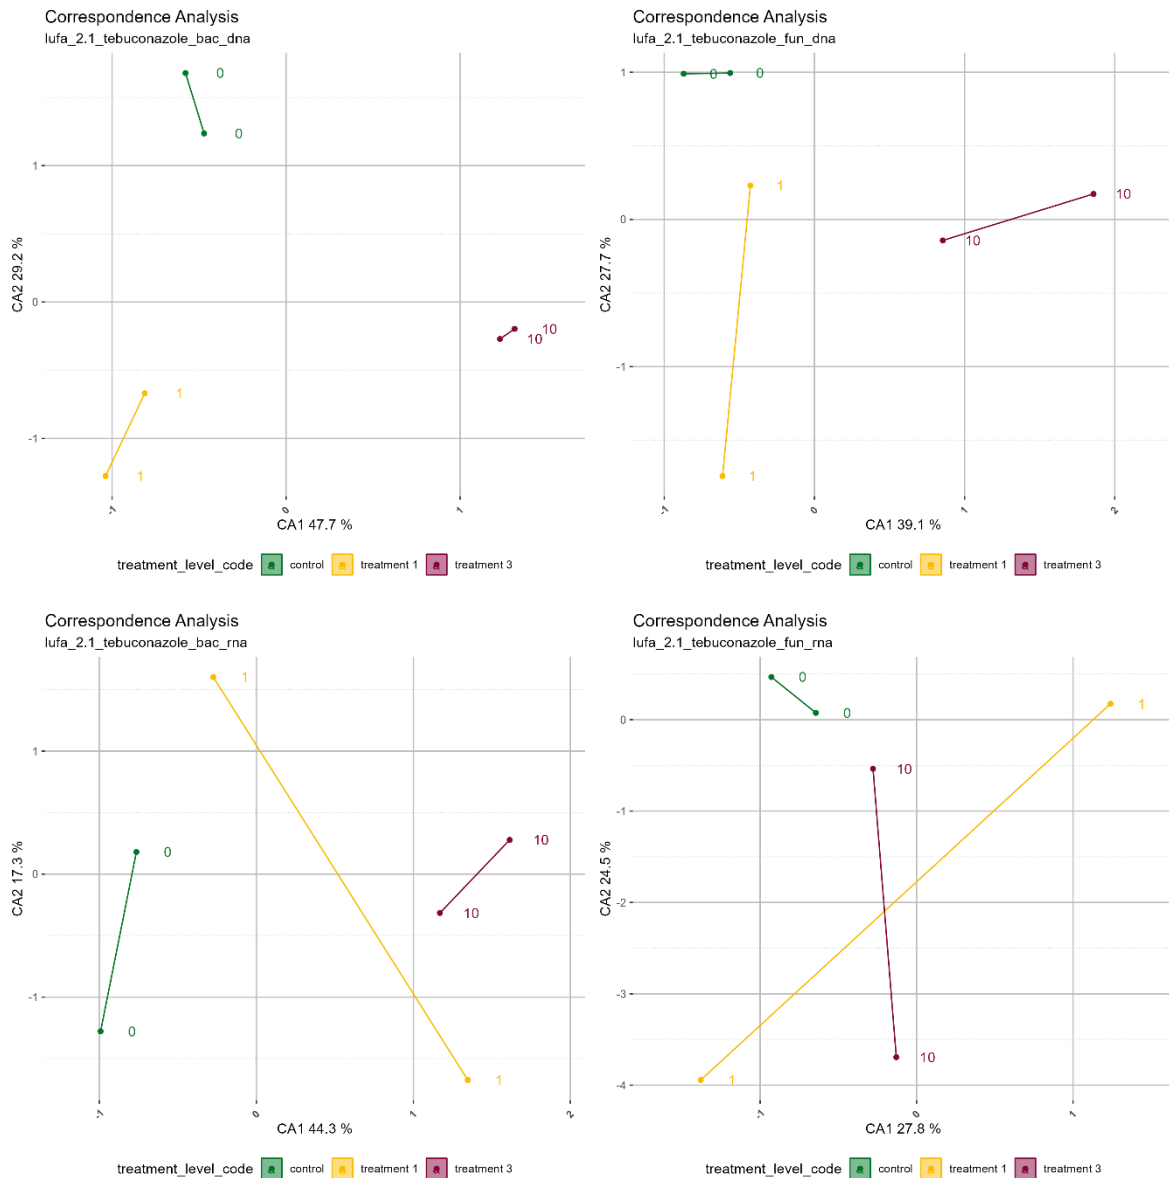 Correspondence Analysis
lufa_2.1_tebuconazole_bac_dna
0
0
1
1
10
10
1
0
-1
CA2 29.2 %
-1
0
1
CA1 47.7 %
treatment_level_code control treatment 1 treatment 3
Correspondence Analysis
lufa_2.1_tebuconazole_fun_dna
0
0
1
1
10
10
1
0
-1
CA2 27.7 %
-1
0
1
2
CA1 39.1 %
treatment_level_code control treatment 1 treatment 3
Correspondence Analysis
lufa_2.1_tebuconazole_bac_rna
1
0
0
10
10
1
1
0
-1
CA2 17.3 %
-1
0
1
2
CA1 44.3 %
treatment_level_code control treatment 1 treatment 3
Correspondence Analysis
lufa_2.1_tebuconazole_fun_rna
0
0
1
10
10
1
0
-1
-2
-3
-4
CA2 24.5 %
-1
0
1
CA1 27.8 %
treatment_level_code control treatment 1 treatment 3